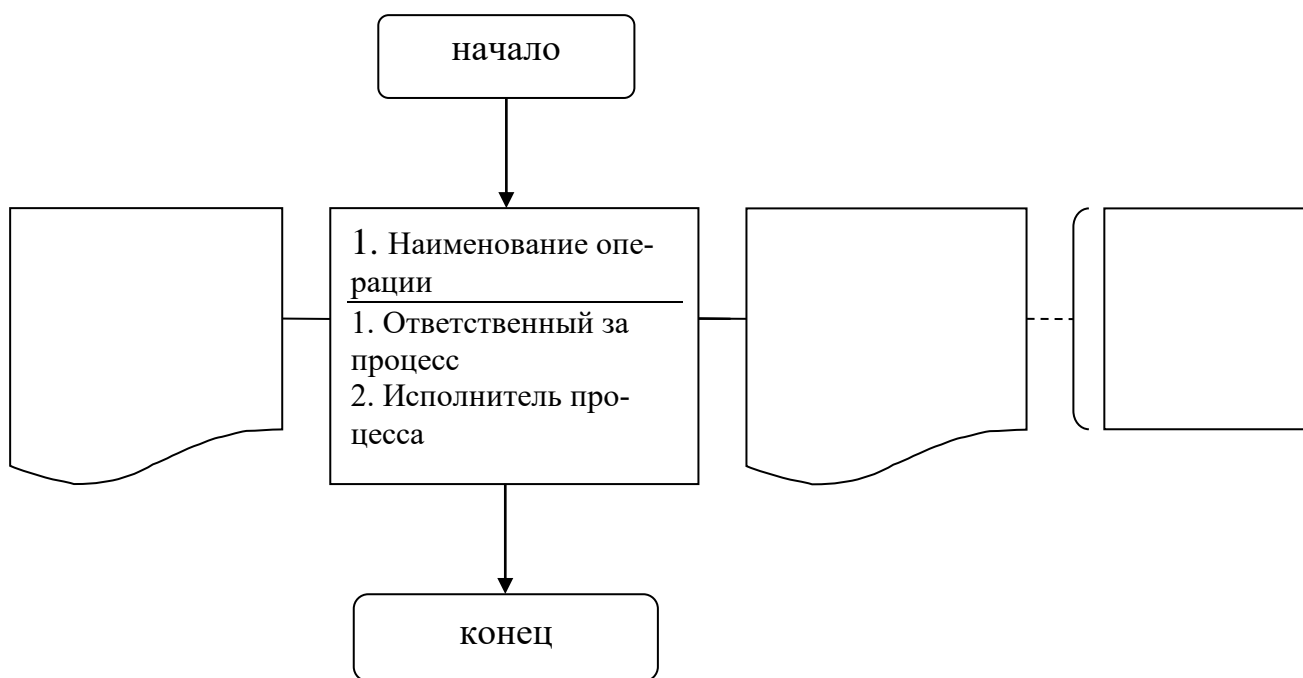 начало
1. Наименование опе-
рации
1. Ответственный за
процесс
2. Исполнитель про-
цесса
конец